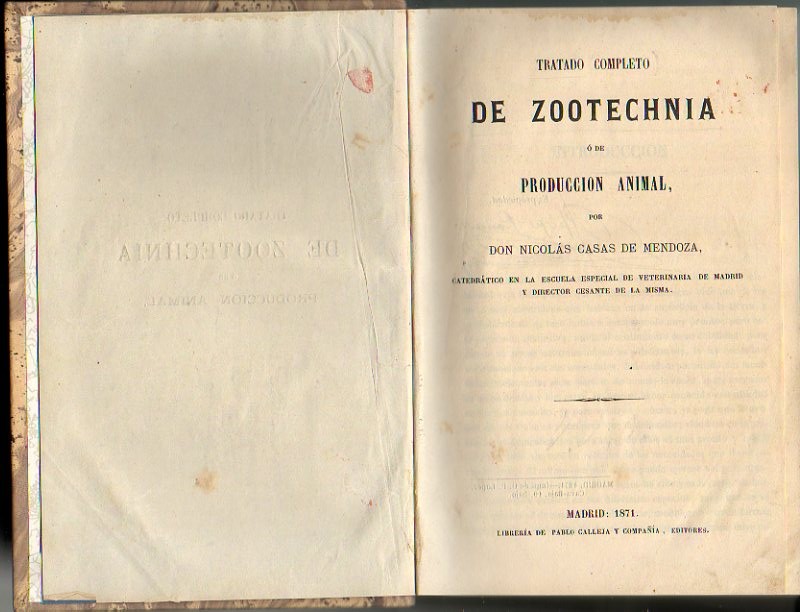 TRATADO COMPLETO
DE ZOOTECHNIA
Ó DE
PRODUCCION ANIMAL,
POR
DON NICOLÁS CASAS DE MENDOZA,
CATEDRÁTICO EN LA ESCUELA ESPECIAL DE VETERINARIA DE MADRID
Y DIRECTOR CESANTE DE LA MISMA.
MADRID: 1871.
LIBRERÍA DE PABLO CALLEJA Y COMPAÑÍA, EDITORES.